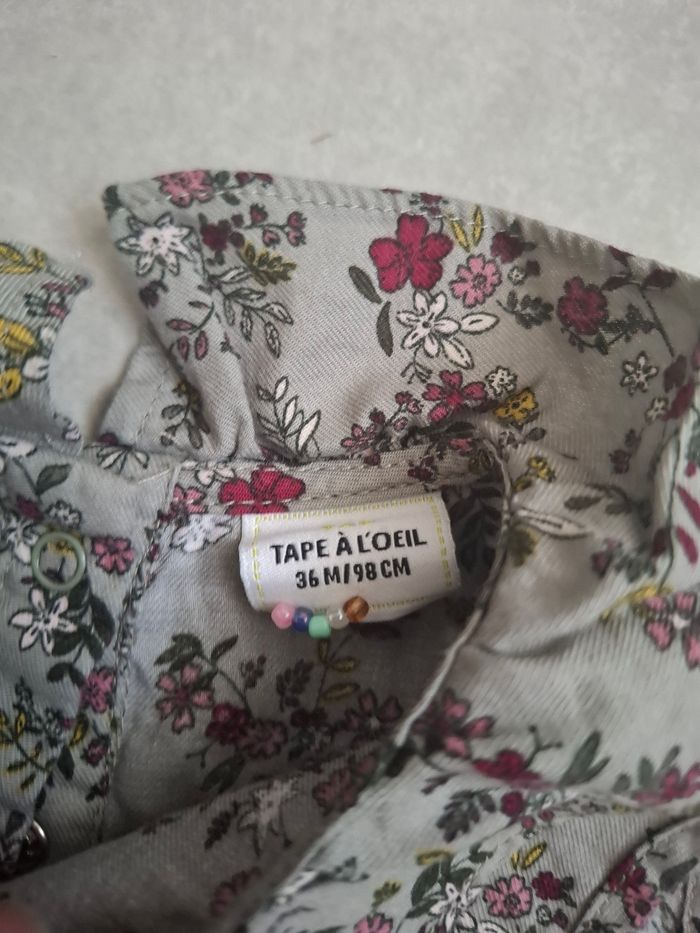 TAPE À L'OEIL
36 M/98 CM